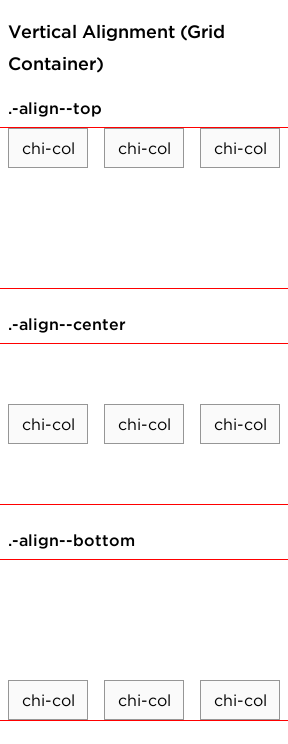 Vertical Alignment (Grid
Container)
.-align--top
chi-col chi-col chi-col
.-align--center
chi-col chi-col chi-col
.-align--bottom
chi-col chi-col chi-col